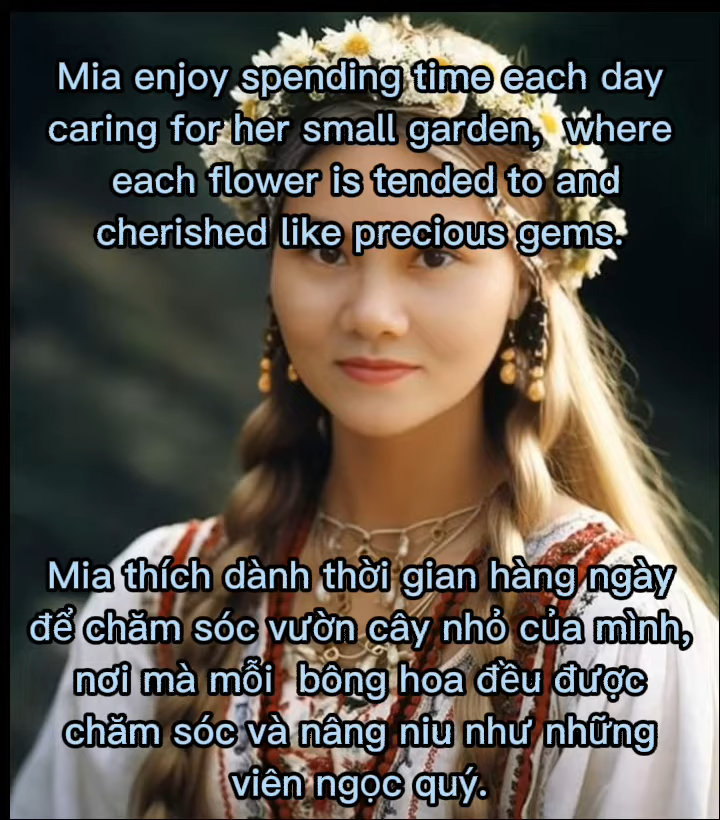 Mia enjoy spending time each day
caring for her small garden, where
each flower is tended to and
cherished like precious gems.
Mia thích dành thời gian hàng ngày
để chăm sóc vườn cây nhỏ của mình,
nơi mà mỗi bông hoa đều được
chăm sóc và nâng niu như những
viên ngọc quý.